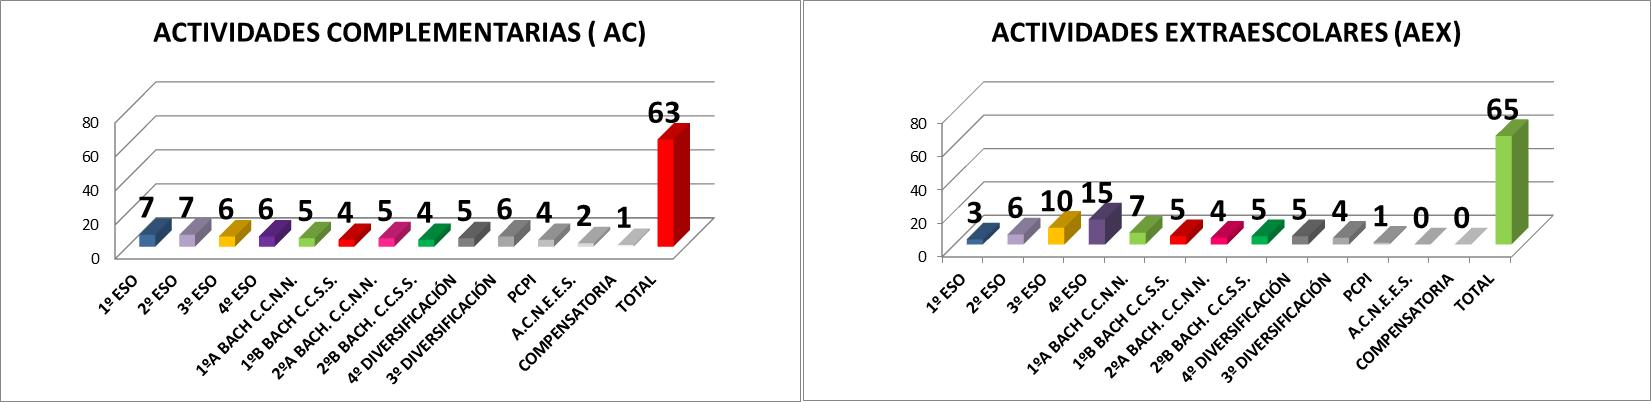 ACTIVIDADES COMPLEMENTARIAS ( AC)
80
60
40
20
0
7
7
6
6
5
4
5
4
5
6
4
2
1
63
1º ESO
2º ESO
3º ESO
4º ESO
1ºA BACH C.C.N.N.
1ºB BACH C.C.S.S.
2ºA BACH. C.C.N.N.
2ºB BACH. C.C.S.S.
4º DIVERSIFICACIÓN
3º DIVERSIFICACIÓN
PCPI
A.C.N.E.E.S.
COMPENSATORIA
TOTAL
ACTIVIDADES EXTRAESCOLARES (AEX)
80
60
40
20
0
3
6
10
15
7
5
4
5
5
4
1
0
0
65
1º ESO
2º ESO
3º ESO
4º ESO
1ºA BACH C.C.N.N.
1ºB BACH C.C.S.S.
2ºA BACH. C.C.N.N.
2ºB BACH. C.C.S.S.
4º DIVERSIFICACIÓN
3º DIVERSIFICACIÓN
PCPI
A.C.N.E.E.S.
COMPENSATORIA
TOTAL